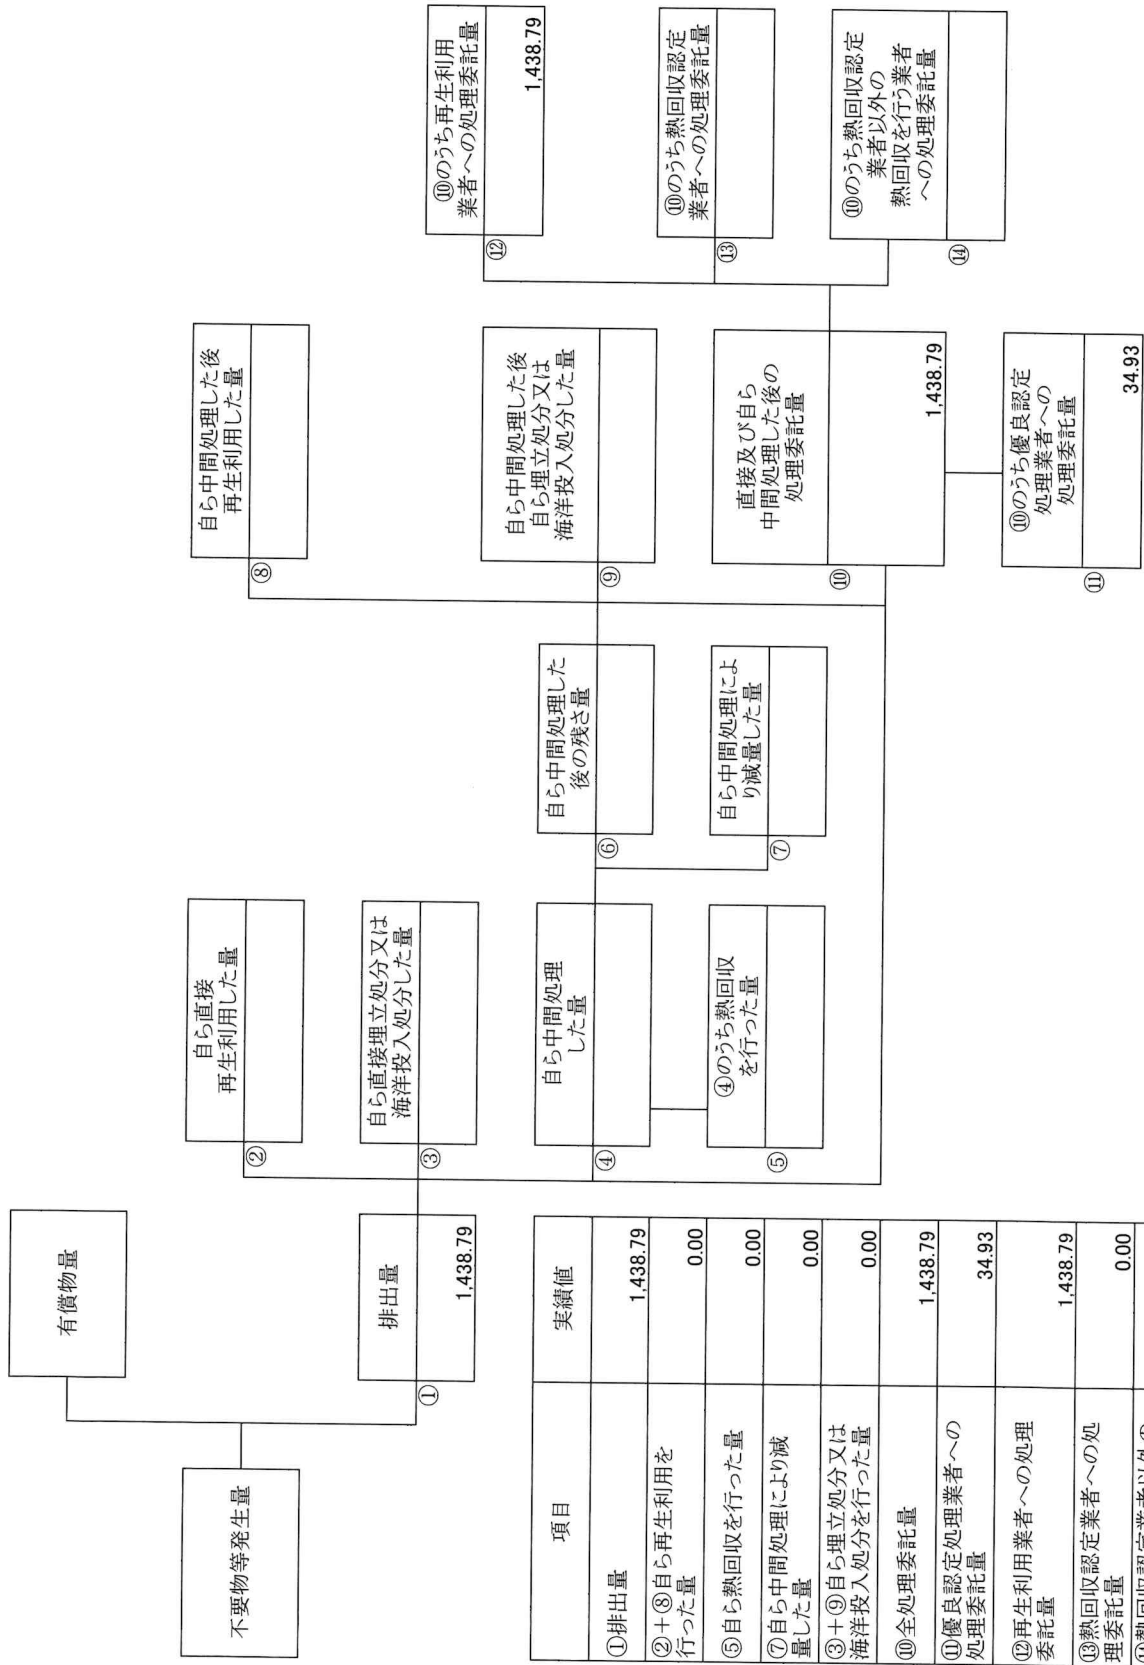 不要物等発生量
有償物量
①
排出量
1,438.79
②
自ら直接
再生利用した量
③
自ら直接埋立処分又は
海洋投入処分した量
④
自ら中間処理
した量
⑤
④のうち熱回収
を行った量
⑥
自ら中間処理した
後の残さ量
⑦
自ら中間処理によ
り減量した量
⑧
自ら中間処理した後
再生利用した量
⑨
自ら中間処理した後
自ら埋立処分又は
海洋投入処分した量
⑩
直接及び自ら
中間処理した後の
処理委託量
1,438.79
⑪
⑩のうち優良認定
処理業者への
処理委託量
34.93
⑫
⑩のうち再生利用
業者への処理委託量
1,438.79
⑬
⑩のうち熱回収認定
業者への処理委託量
⑭
⑩のうち熱回収認定
業者以外の
熱回収を行う業者
への処理委託量
項目
実績値
①排出量
1,438.79
②+⑧自ら再生利用を
行った量
0.00
⑤自ら熱回収を行った量
0.00
⑦自ら中間処理により減
量した量
0.00
③+⑨自ら埋立処分又は
海洋投入処分を行った量
0.00
⑩全処理委託量
1,438.79
⑪優良認定処理業者への
処理委託量
34.93
⑫再生利用業者への処理
委託量
1,438.79
⑬熱回収認定業者への処
理委託量
0.00